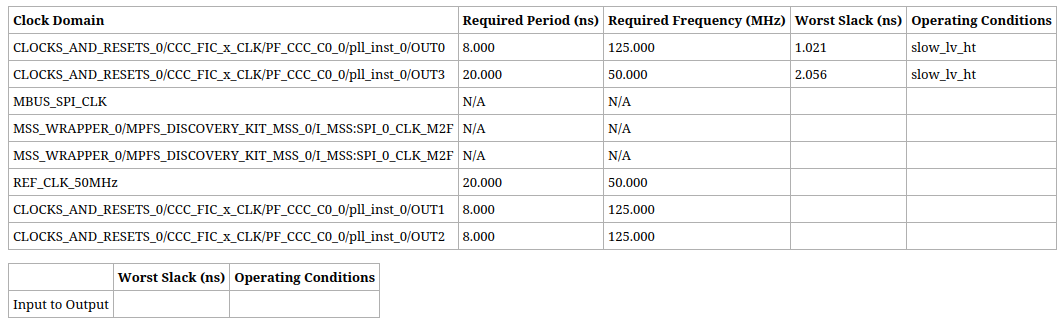 Clock Domain Required Period (ns) Required Frequency (MHz) Worst Slack (ns) Operating Conditions
CLOCKS_AND_RESETS_0/CCC_FIC_x_CLK/PF_CCC_C0_0/pll_inst_0/OUT0 8.000 125.000 1.021 slow_lv_ht
CLOCKS_AND_RESETS_0/CCC_FIC_x_CLK/PF_CCC_C0_0/pll_inst_0/OUT3 20.000 50.000 2.056 slow_lv_ht
MBUS_SPI_CLK N/A N/A
MSS_WRAPPER_0/MPFS_DISCOVERY_KIT_MSS_0/I_MSS:SPI_0_CLK_M2F N/A N/A
MSS_WRAPPER_0/MPFS_DISCOVERY_KIT_MSS_0/I_MSS:SPI_0_CLK_M2F N/A N/A
REF_CLK_50MHz 20.000 50.000
CLOCKS_AND_RESETS_0/CCC_FIC_x_CLK/PF_CCC_C0_0/pll_inst_0/OUT1 8.000 125.000
CLOCKS_AND_RESETS_0/CCC_FIC_x_CLK/PF_CCC_C0_0/pll_inst_0/OUT2 8.000 125.000
Worst Slack (ns) Operating Conditions
Input to Output